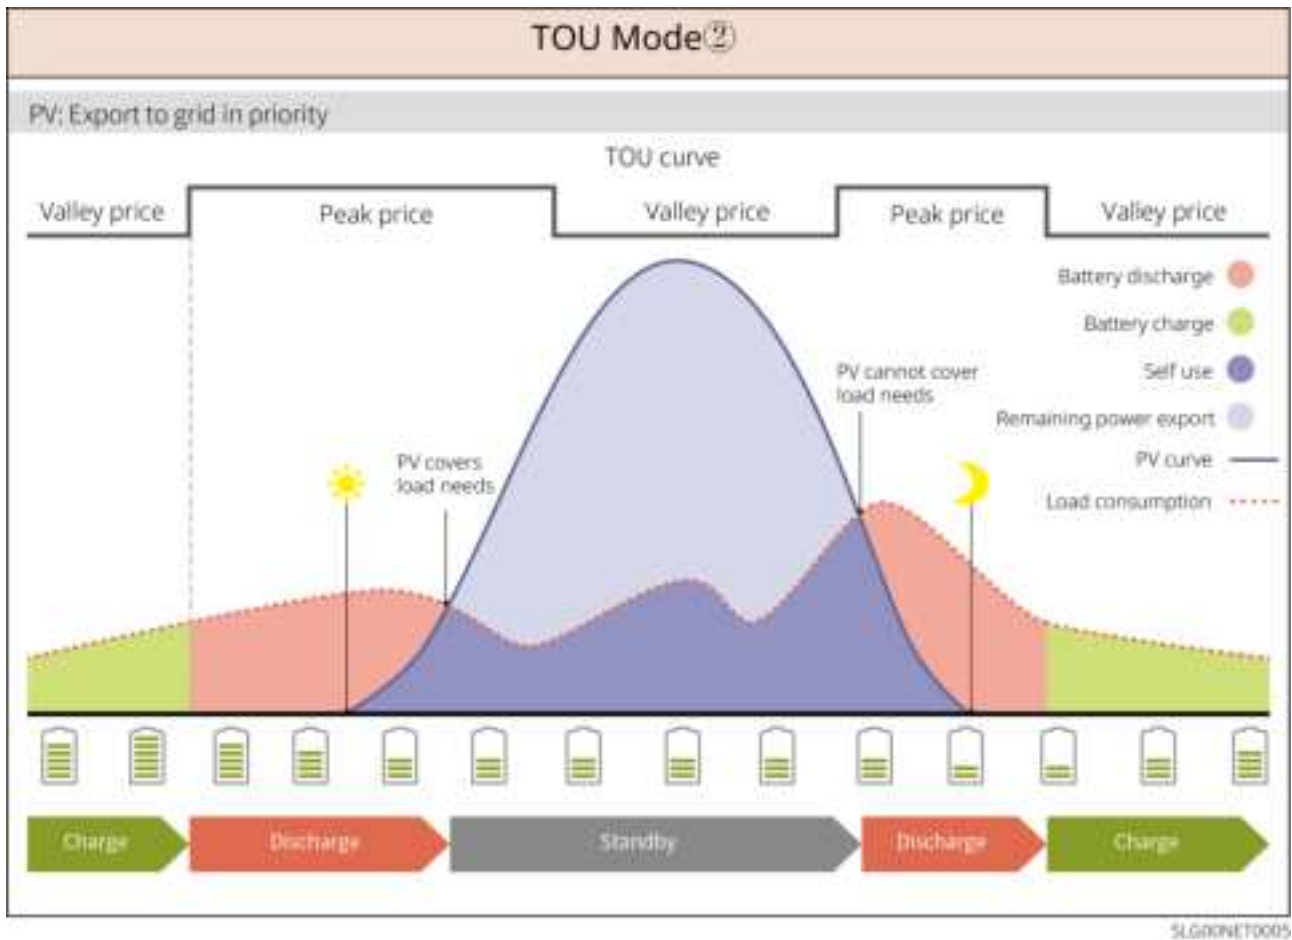 TOU Mode②
PV: Export to grid in priority
TOU curve
Valley price
Peak price
Valley price
Peak price
Valley price
Battery discharge
Battery charge
Self use
Remaining power export
PV curve
Load consumption
PV cannot cover
load needs
PV covers
load needs
Charge
Discharge
Standby
Discharge
Charge
SLG00NET0005